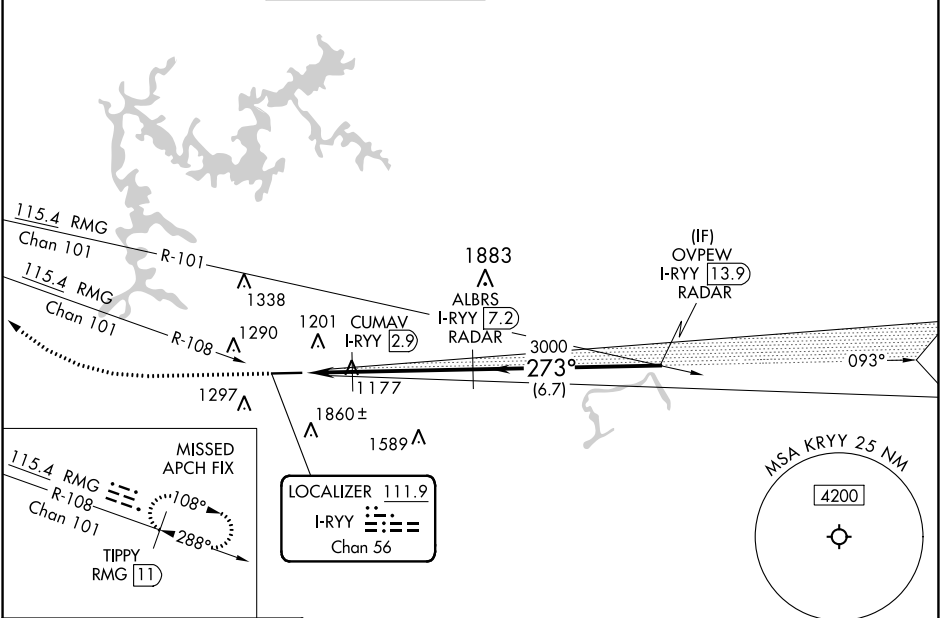 115.4 RMG
Chan 101
R-101
115.4 RMG
Chan 101
R-108
1338
1290
1297
1201
CUMAV
I-RYY 2.9
1177
1860 ±
1589
1883
ALBRS
I-RYY 7.2
RADAR
(IF)
OVPEW
I-RYY 13.9
RADAR
3000
273°
(6.7)
093°
MISSED
APCH FIX
115.4 RMG
R-108
Chan 101
108°
288°
TIPPY
RMG 11
LOCALIZER 111.9
I-RYY
Chan 56
MSA KRYY 25 NM
4200